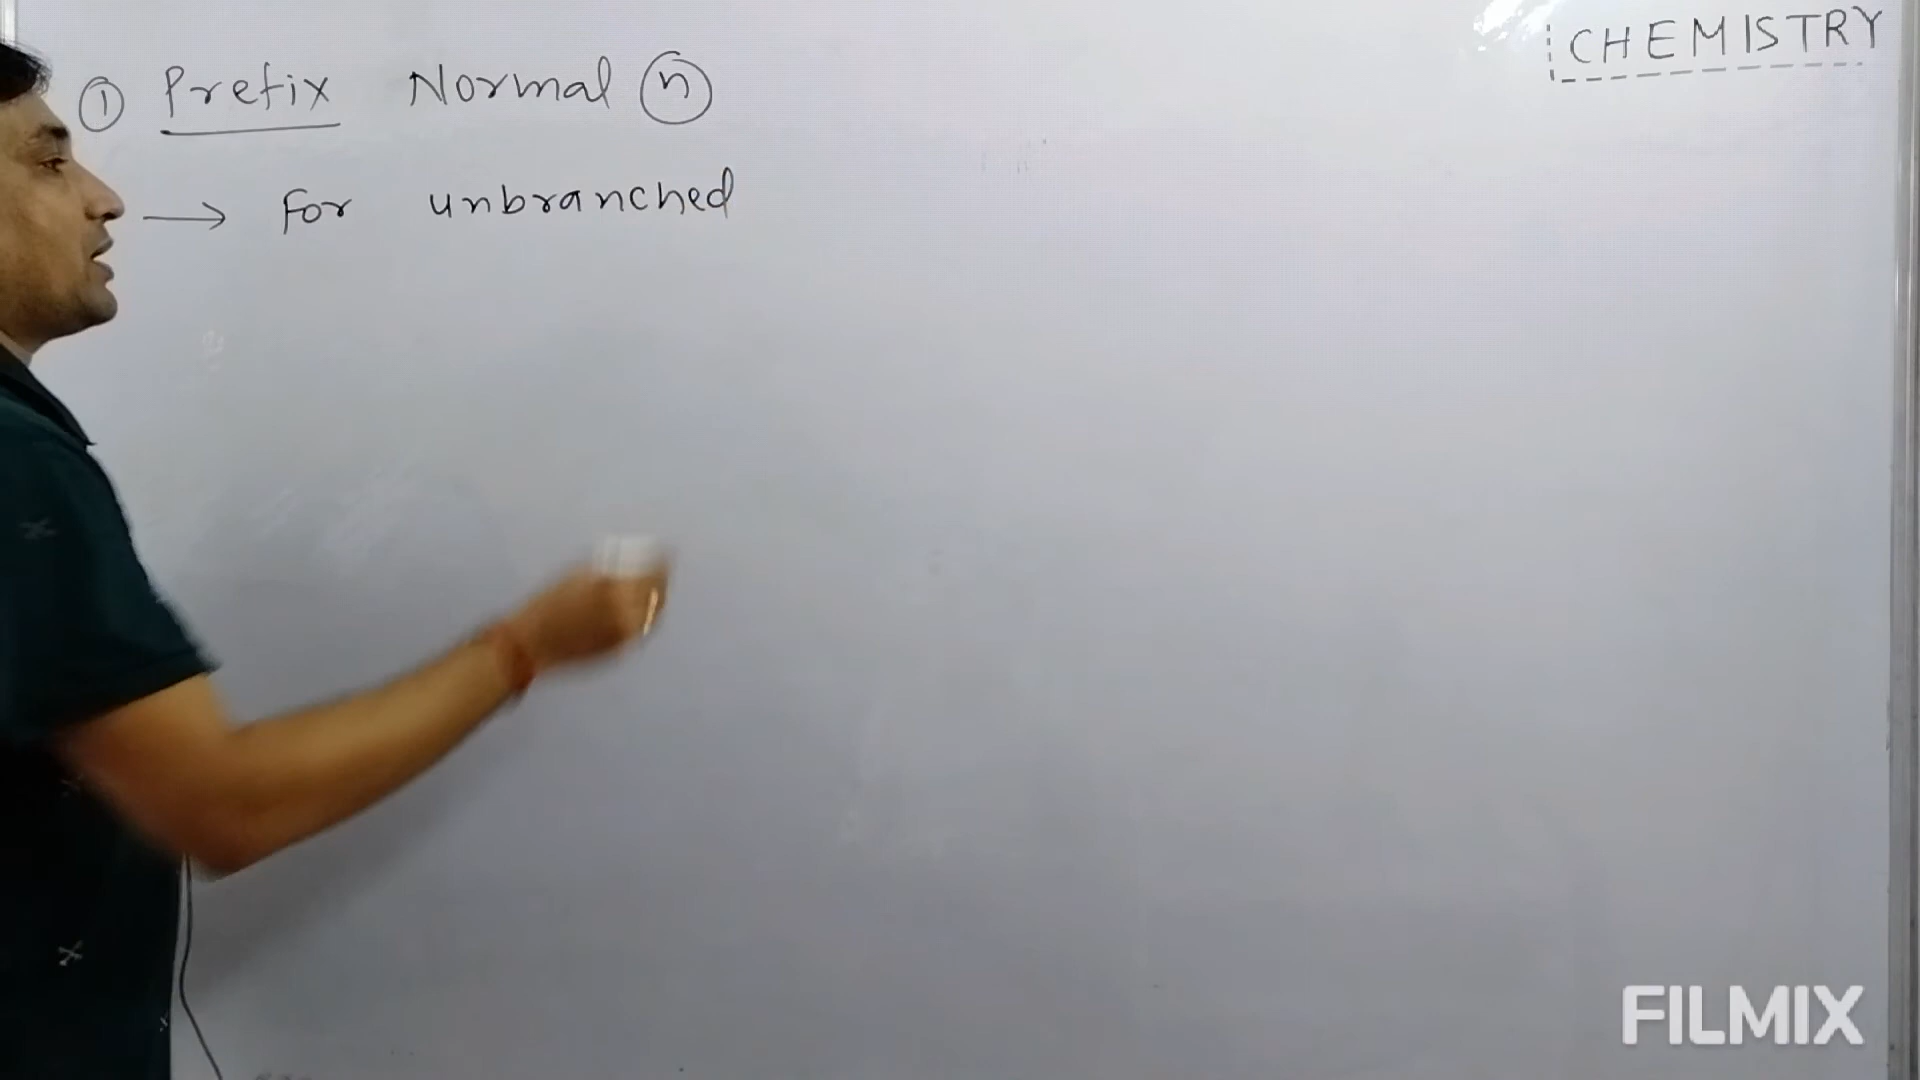 CHEMISTRY
① Prefix Normal ⓝ
→ For unbranched
FILMIX